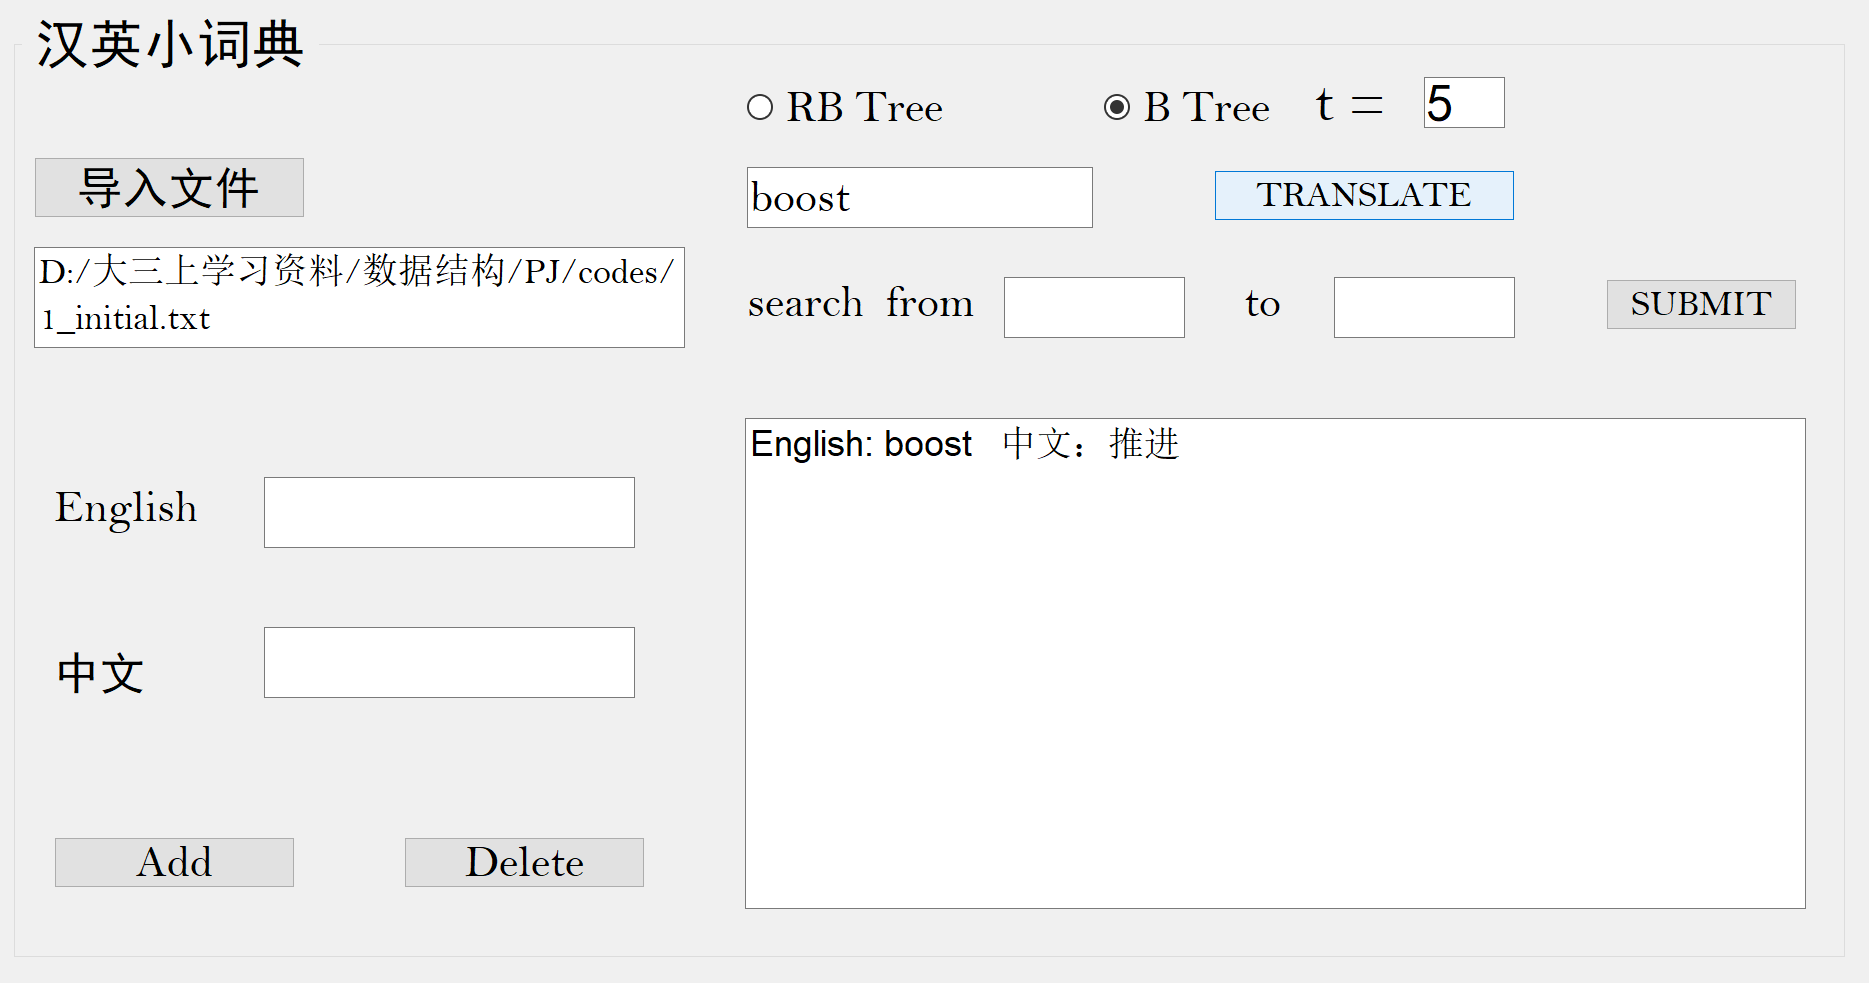 汉英小词典
RB Tree
B Tree
t =
5
导入文件
boost
TRANSLATE
D:/大三上学习资料/数据结构/PJ/codes/
1_initial.txt
search from
to
SUBMIT
English: boost 中文：推进
English
中文
Add
Delete